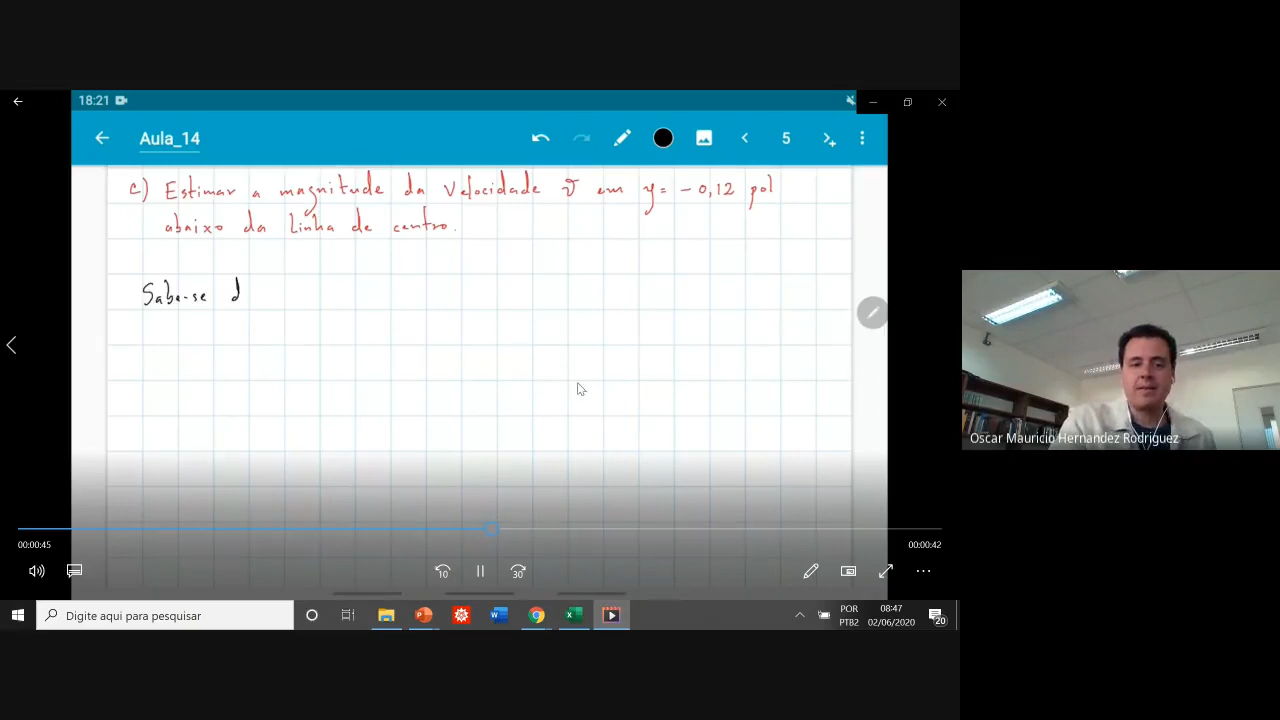 18:21
Aula_14
5
c) Estimar a magnitude da velocidade v em y = - 0,12 pol
abaixo da linha de centro.
Sabe-se d
Oscar Mauricio Hernandez Rodriguez
00:00:45
00:00:42
10
30
Digite aqui para pesquisar
POR
PTB2
08:47
02/06/2020
20